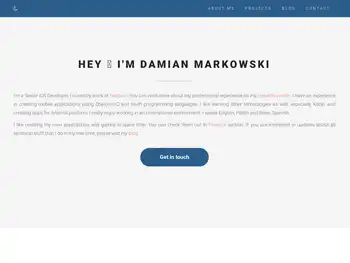 ABOUT ME PROJECTS BLOG CONTACT
HEY I'M DAMIAN MARKOWSKI
I'm a Senior iOS Developer, I currently work at You can read more about my professional experience on my I have an experience
in creating mobile applications using Objective-C and Swift programming languages. I like learning other technologies as well, especially Kotlin and
creating apps for Android platform. I really enjoy working in an international environment. I speak English, Polish and Basic Spanish.
I like creating my own applications and games in spare time. You can check them out in Projects section. If you are interested in updates about all
technical stuff that I do in my free time, please visit my blog.
Get in touch